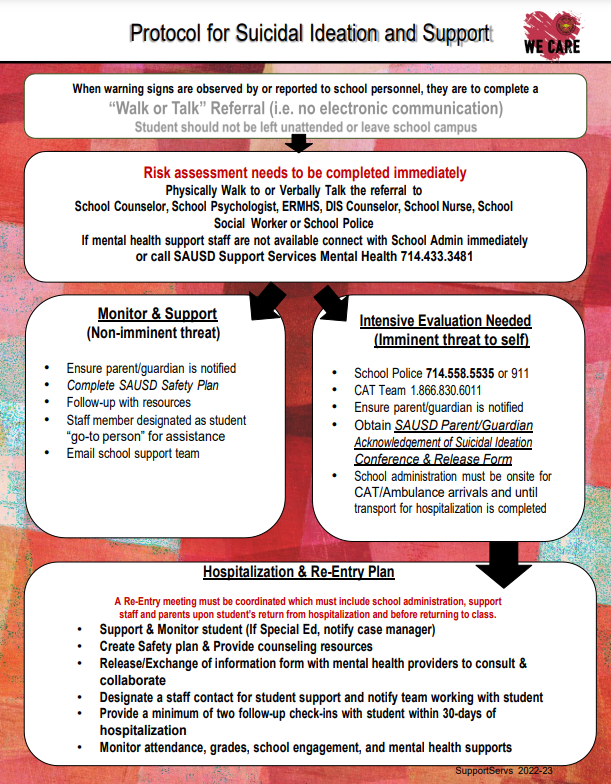 Protocol for Suicidal Ideation and Support
WE CARE
When warning signs are observed by or reported to school personnel, they are to complete a
“Walk or Talk” Referral (i.e. no electronic communication)
Student should not be left unattended or leave school campus
Risk assessment needs to be completed immediately
Physically Walk to or Verbally Talk the referral to
School Counselor, School Psychologist, ERMHS, DIS Counselor, School Nurse, School
Social Worker or School Police
If mental health support staff are not available connect with School Admin immediately
or call SAUSD Support Services Mental Health 714.433.3481
Monitor & Support
(Non-imminent threat)
• Ensure parent/guardian is notified
• Complete SAUSD Safety Plan
• Follow-up with resources
• Staff member designated as student
“go-to person” for assistance
• Email school support team
Intensive Evaluation Needed
(Imminent threat to self)
• School Police 714.558.5535 or 911
• CAT Team 1.866.830.6011
• Ensure parent/guardian is notified
• Obtain SAUSD Parent/Guardian
Acknowledgement of Suicidal Ideation
Conference & Release Form
• School administration must be onsite for
CAT/Ambulance arrivals and until
transport for hospitalization is completed
Hospitalization & Re-Entry Plan
A Re-Entry meeting must be coordinated which must include school administration, support
staff and parents upon student’s return from hospitalization and before returning to class.
• Support & Monitor student (If Special Ed, notify case manager)
• Create Safety plan & Provide counseling resources
• Release/Exchange of information form with mental health providers to consult &
collaborate
• Designate a staff contact for student support and notify team working with student
• Provide a minimum of two follow-up check-ins with student within 30-days of
hospitalization
• Monitor attendance, grades, school engagement, and mental health supports
SupportServs 2022-23